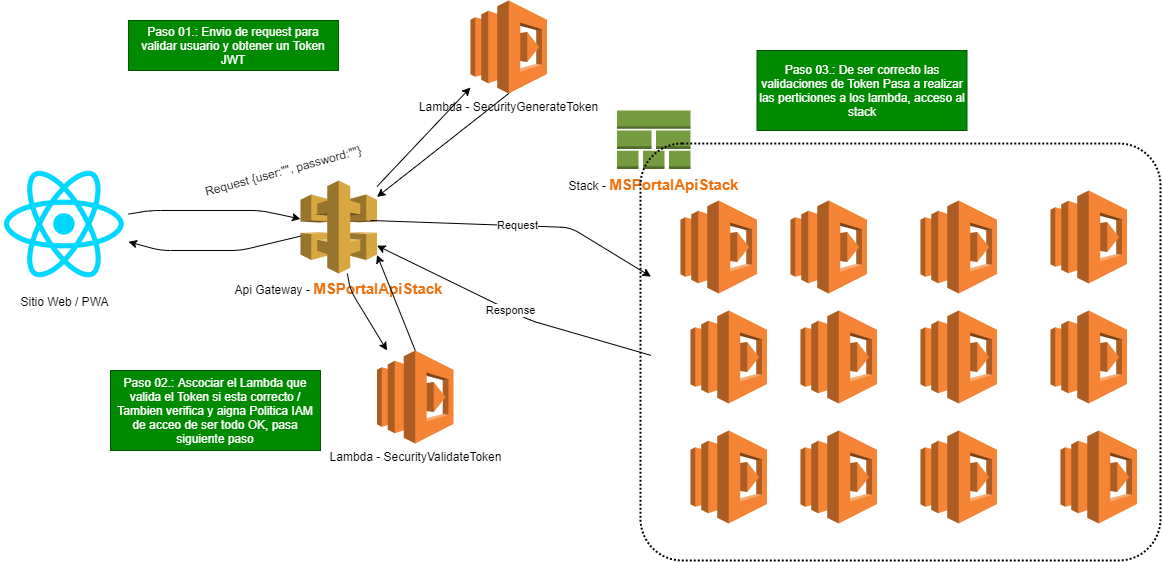 Paso 01.: Envio de request para
validar usuario y obtener un Token
JWT
Lambda - SecurityGenerateToken
Paso 03.: De ser correcto las
validaciones de Token Pasa a realizar
las perticiones a los lambda, acceso al
stack
Request {user:"", password:""}
Stack - MSPortalApiStack
Request
Sitio Web / PWA
Api Gateway - MSPortalApiStack
Response
Paso 02.: Ascociar el Lambda que
valida el Token si esta correcto /
Tambien verifica y aigna Politica IAM
de acceo de ser todo OK, pasa
siguiente paso
Lambda - SecurityValidateToken